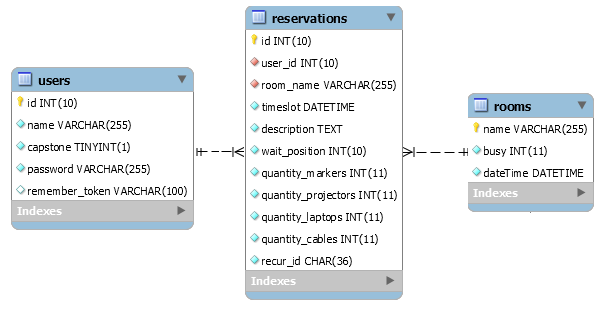 users
id INT(10)
name VARCHAR(255)
capstone TINYINT(1)
password VARCHAR(255)
remember_token VARCHAR(100)
Indexes
reservations
id INT(10)
user_id INT(10)
room_name VARCHAR(255)
timeslot DATETIME
description TEXT
wait_position INT(10)
quantity_markers INT(11)
quantity_projectors INT(11)
quantity_laptops INT(11)
quantity_cables INT(11)
recur_id CHAR(36)
Indexes
rooms
name VARCHAR(255)
busy INT(11)
dateTime DATETIME
Indexes